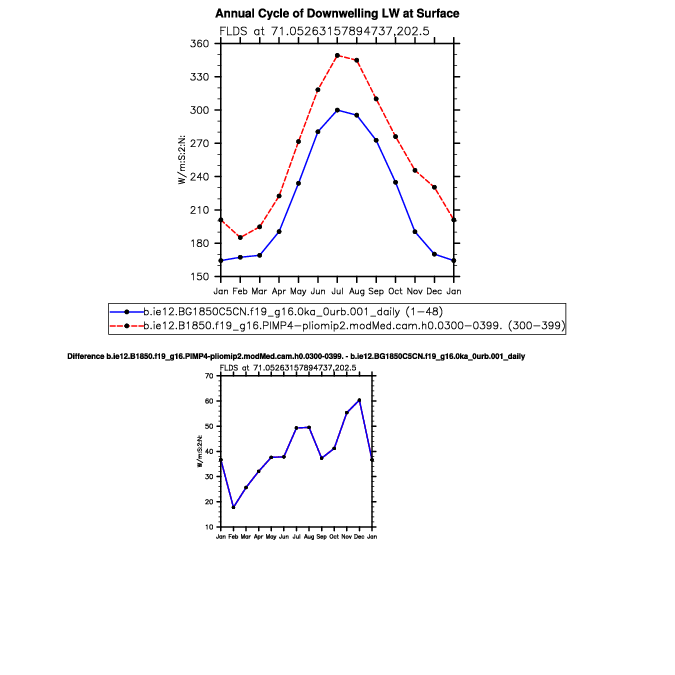 Annual Cycle of Downwelling LW at Surface
FLDS at 71.05263157894737,202.5
360
330
300
270
240
210
180
150
W/m:S:2:N:
Jan Feb Mar Apr May Jun Jul Aug Sep Oct Nov Dec Jan
b.ie12.BG1850C5CN.f19_g16.0ka_0urb.001_daily (1-48)
b.ie12.B1850.f19_g16.PIMP4-pliomip2.modMed.cam.h0.0300-0399. (300-399)
Difference b.ie12.B1850.f19_g16.PIMP4-pliomip2.modMed.cam.h0.0300-0399. - b.ie12.BG1850C5CN.f19_g16.0ka_0urb.001_daily
FLDS at 71.05263157894737,202.5
70
60
50
40
30
20
10
W/m:S:2:N:
Jan Feb Mar Apr May Jun Jul Aug Sep Oct Nov Dec Jan